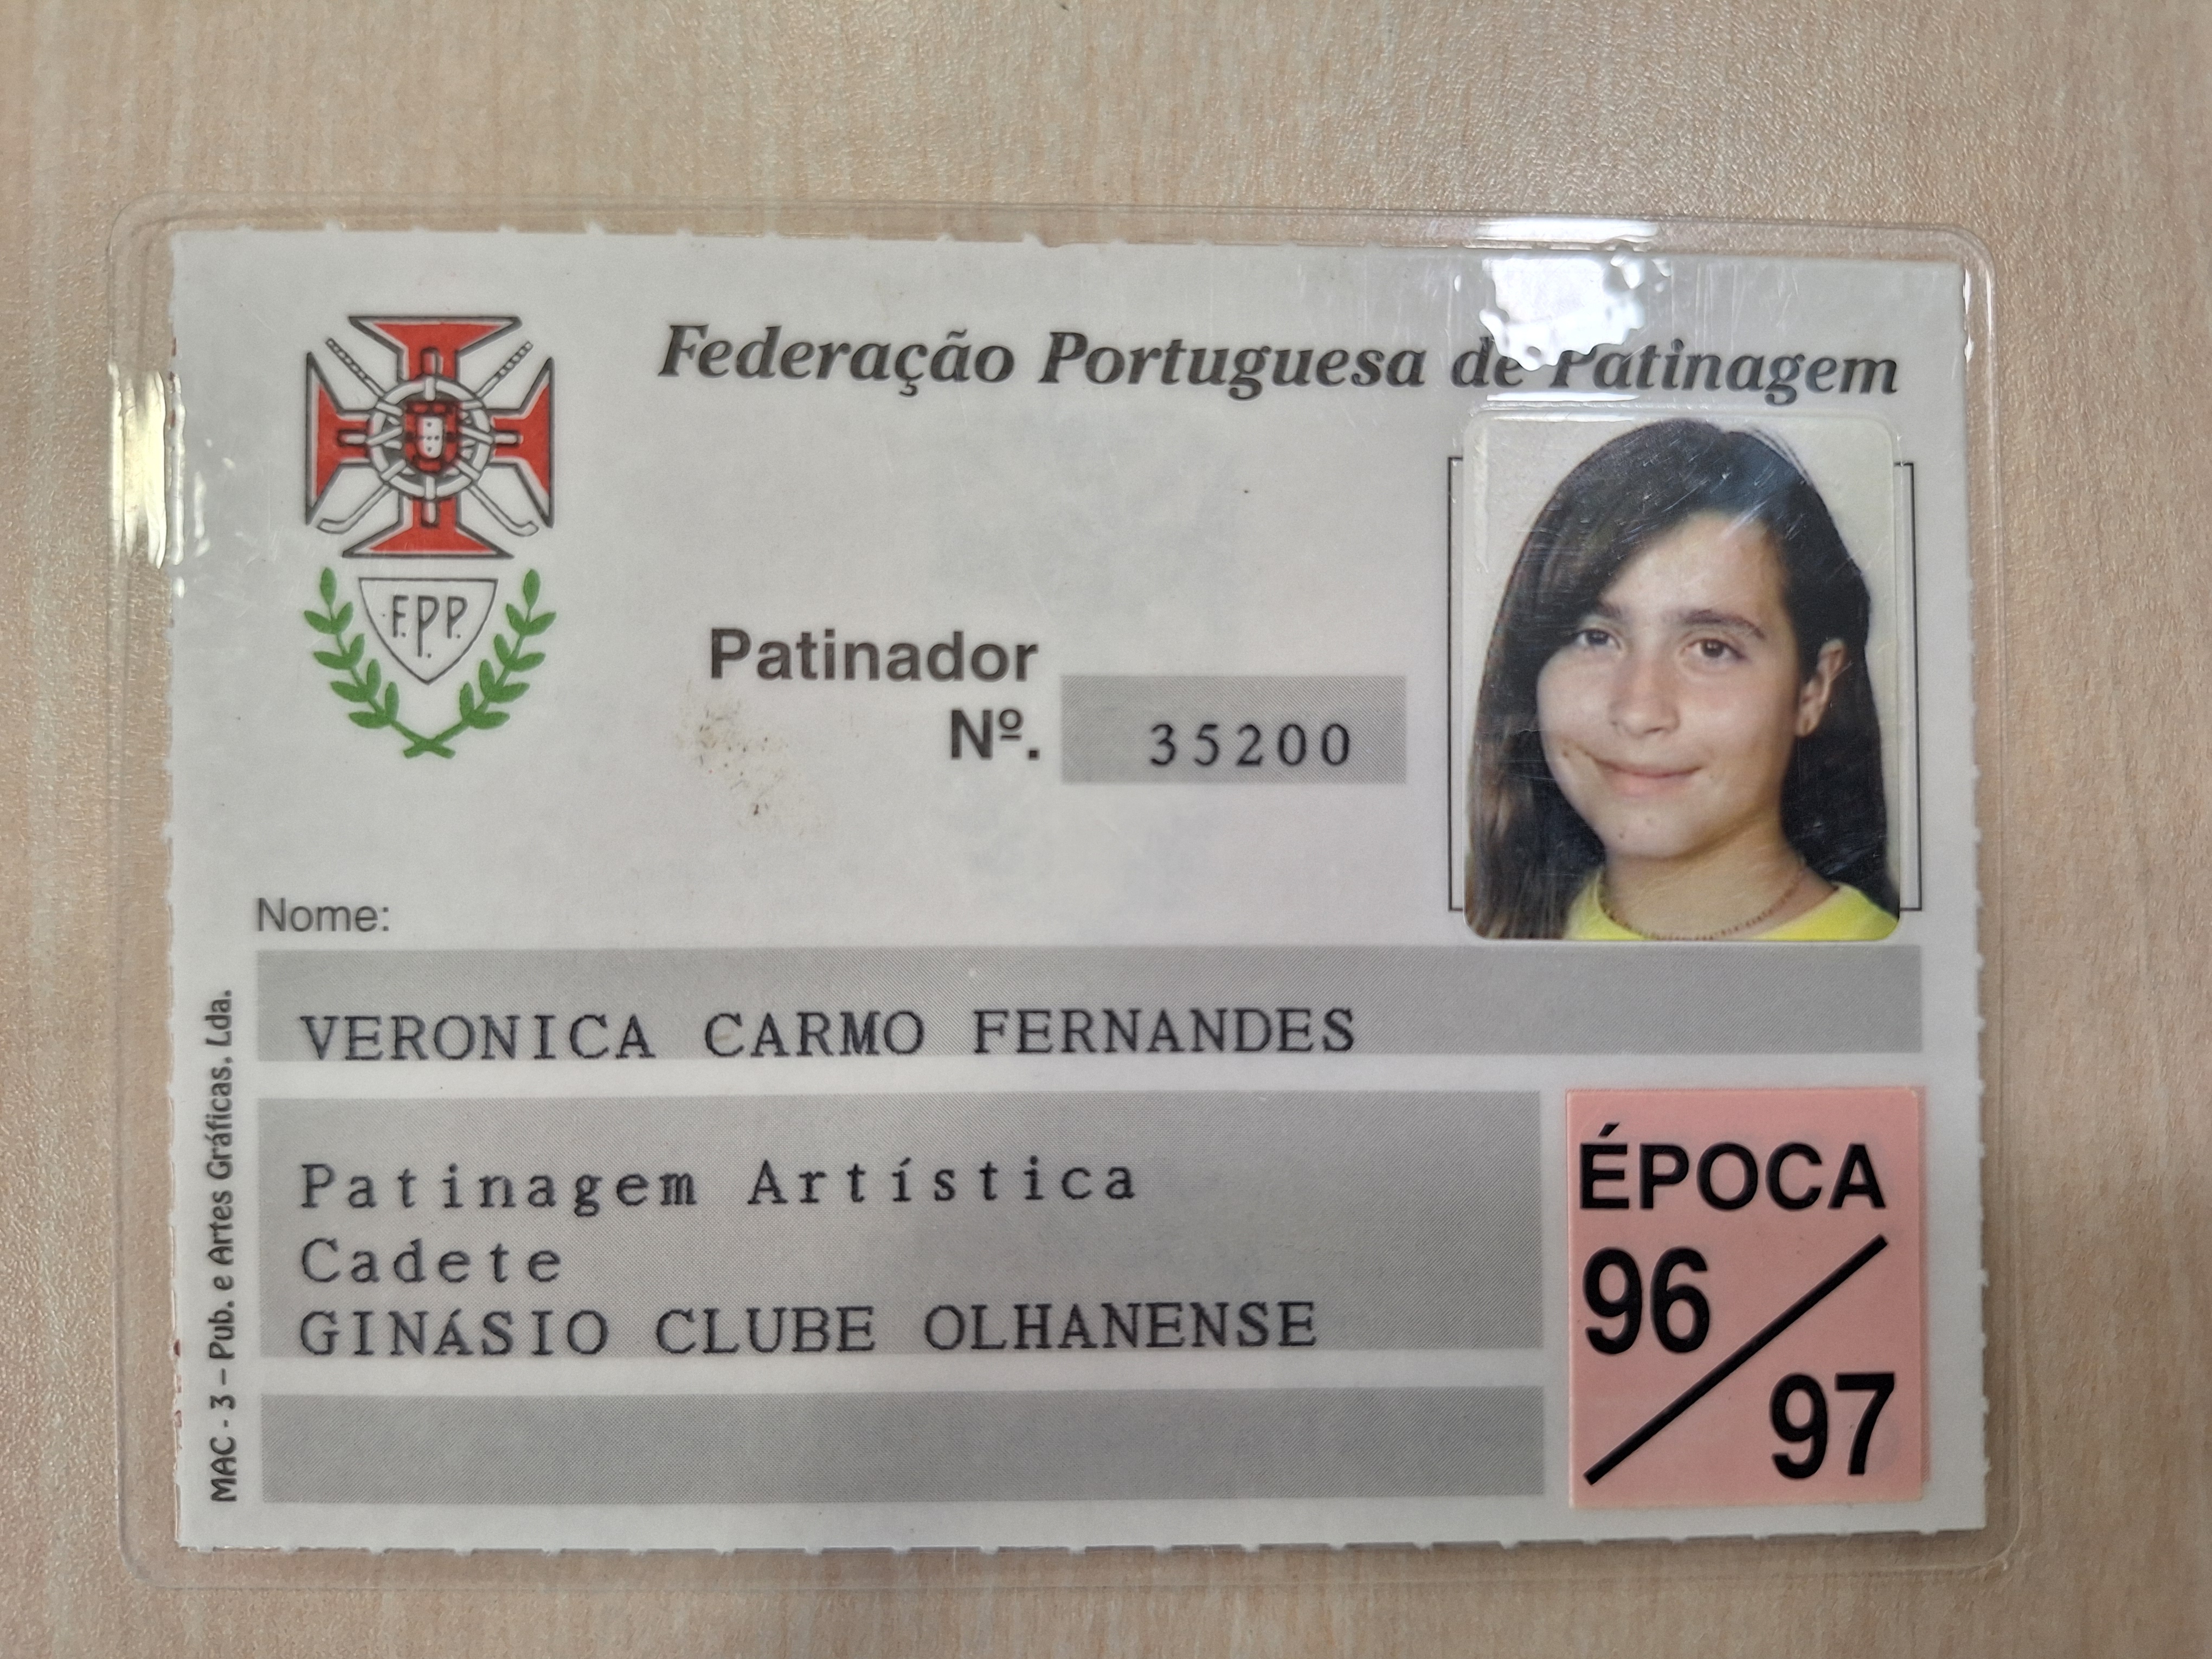 Federação Portuguesa de Patinagem
F.P.P.
Patinador
Nº. 35200
Nome:
VERONICA CARMO FERNANDES
Patinagem Artística
Cadete
GINÁSIO CLUBE OLHANENSE
ÉPOCA
96/97
MAC - 3 – Pub. e Artes Gráficas. Lda.